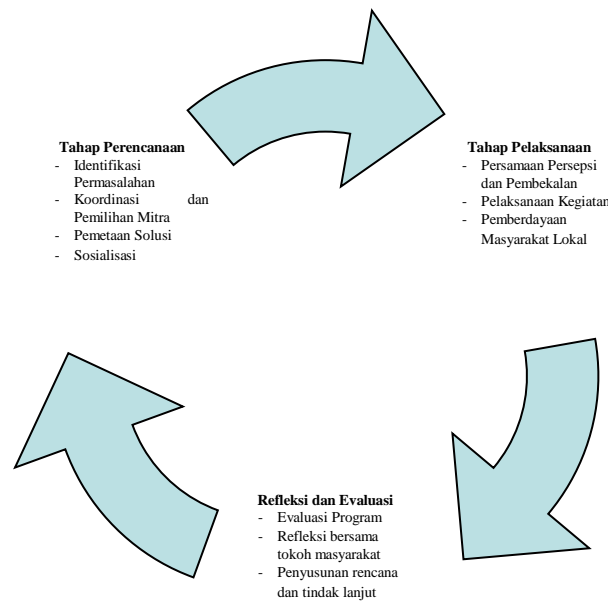 Tahap Perencanaan
- Identifikasi
Permasalahan
- Koordinasi dan
Pemilihan Mitra
- Pemetaan Solusi
- Sosialisasi
Tahap Pelaksanaan
- Persamaan Persepsi
dan Pembekalan
- Pelaksanaan Kegiatan
- Pemberdayaan
Masyarakat Lokal
Refleksi dan Evaluasi
- Evaluasi Program
- Refleksi bersama
tokoh masyarakat
- Penyusunan rencana
dan tindak lanjut